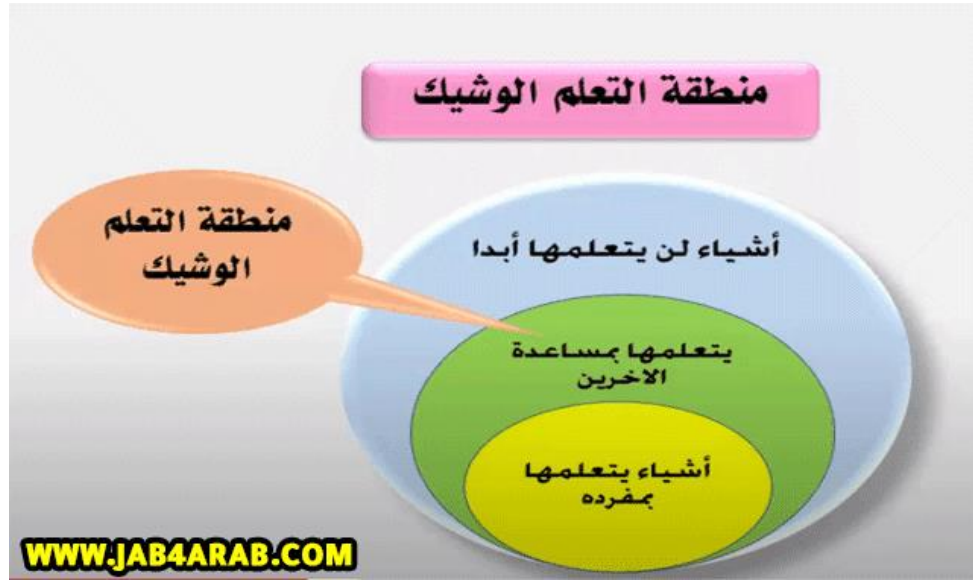 منطقة التعلم الوشيك
منطقة التعلم
الوشيك
أشياء لن يتعلمها أبدا
يتعلمها بمساعدة
الاخرين
أشياء يتعلمها
بمفرده
WWW.JAB4ARAB.COM